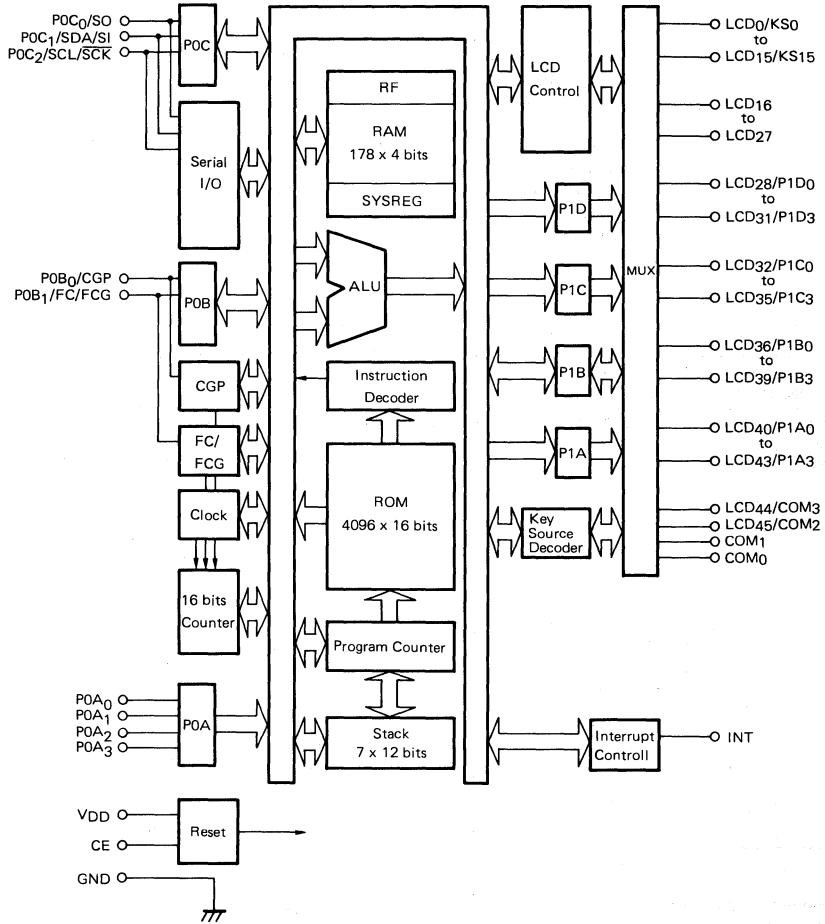 P0C0/SO
P0C1/SDA/SI
P0C2/SCL/SCK
P0C
Serial
I/O
P0B0/CGP
P0B1/FC/FCG
P0B
CGP
FC/
FCG
Clock
16 bits
Counter
P0A0
P0A1
P0A2
P0A3
P0A
VDD
CE
Reset
GND
RF
RAM
178 x 4 bits
SYSREG
ALU
Instruction
Decoder
ROM
4096 x 16 bits
Program Counter
Stack
7 x 12 bits
LCD
Control
P1D
P1C
P1B
P1A
Key
Source
Decoder
MUX
Interrupt
Controll
LCD0/KS0
to
LCD15/KS15
LCD16
to
LCD27
LCD28/P1D0
to
LCD31/P1D3
LCD32/P1C0
to
LCD35/P1C3
LCD36/P1B0
to
LCD39/P1B3
LCD40/P1A0
to
LCD43/P1A3
LCD44/COM3
LCD45/COM2
COM1
COM0
INT